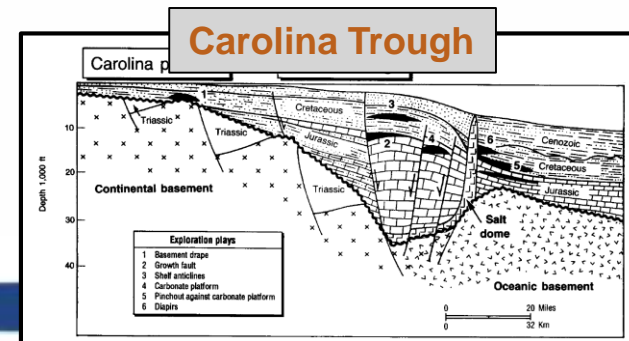 Carolina Trough
Carolina p
1
3
Cretaceous
Triassic
Cenozoic
10
2
4
6
5
Cretaceous
Jurassic
Jurassic
20
Continental basement
Triassic
Salt
dome
Depth 1,000 ft
30
40
Exploration plays
1 Basement drape
2 Growth fault
3 Shelf anticlines
4 Carbonate platform
5 Pinchout against carbonate platform
6 Diapirs
Triassic
Oceanic basement
0 20 Miles
0 32 Km